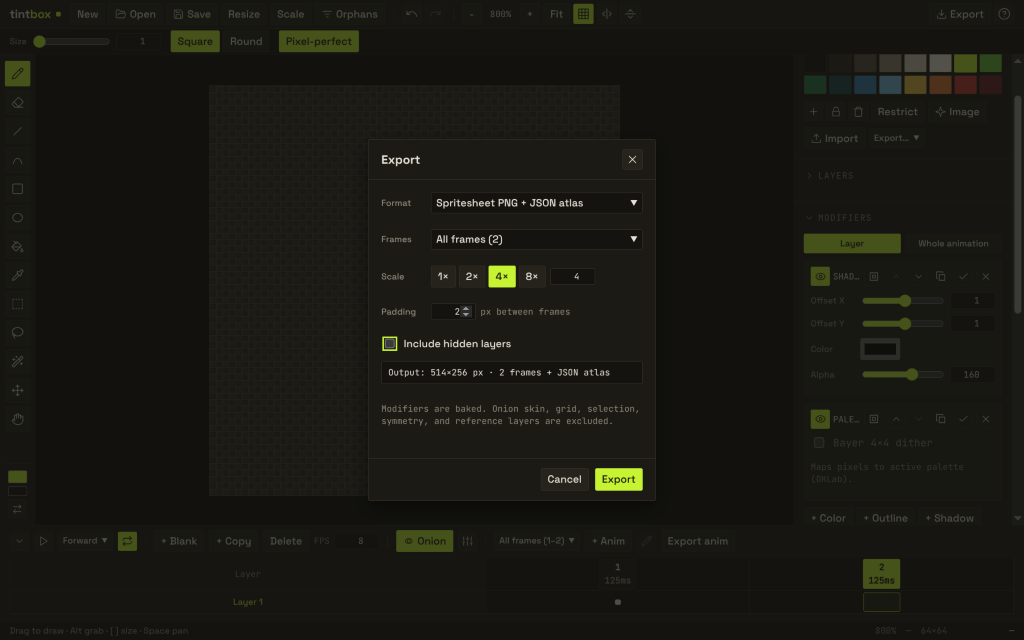 tintbox New Open Save Resize Scale Orphans - 800% + Fit Export
Size 1 Square Round Pixel-perfect
Restrict Image
Import Export... ▼
LAYERS
MODIFIERS
Layer Whole animation
SHAD...
Offset X 1
Offset Y 1
Color
Alpha 160
PALE...
Bayer 4×4 dither
Maps pixels to active palette
(OKLab).
+ Color + Outline + Shadow
Export
Format Spritesheet PNG + JSON atlas ▼
Frames All frames (2) ▼
Scale 1× 2× 4× 8× 4
Padding 2 px between frames
Include hidden layers
Output: 514×256 px · 2 frames + JSON atlas
Modifiers are baked. Onion skin, grid, selection,
symmetry, and reference layers are excluded.
Cancel Export
Forward ▼ + Blank + Copy Delete FPS 8 Onion All frames (1–2) ▼ + Anim Export anim
Layer 1 2
125ms 125ms
Layer 1
Drag to draw · Alt grab · [ ] size · Space pan 800% — 64×64